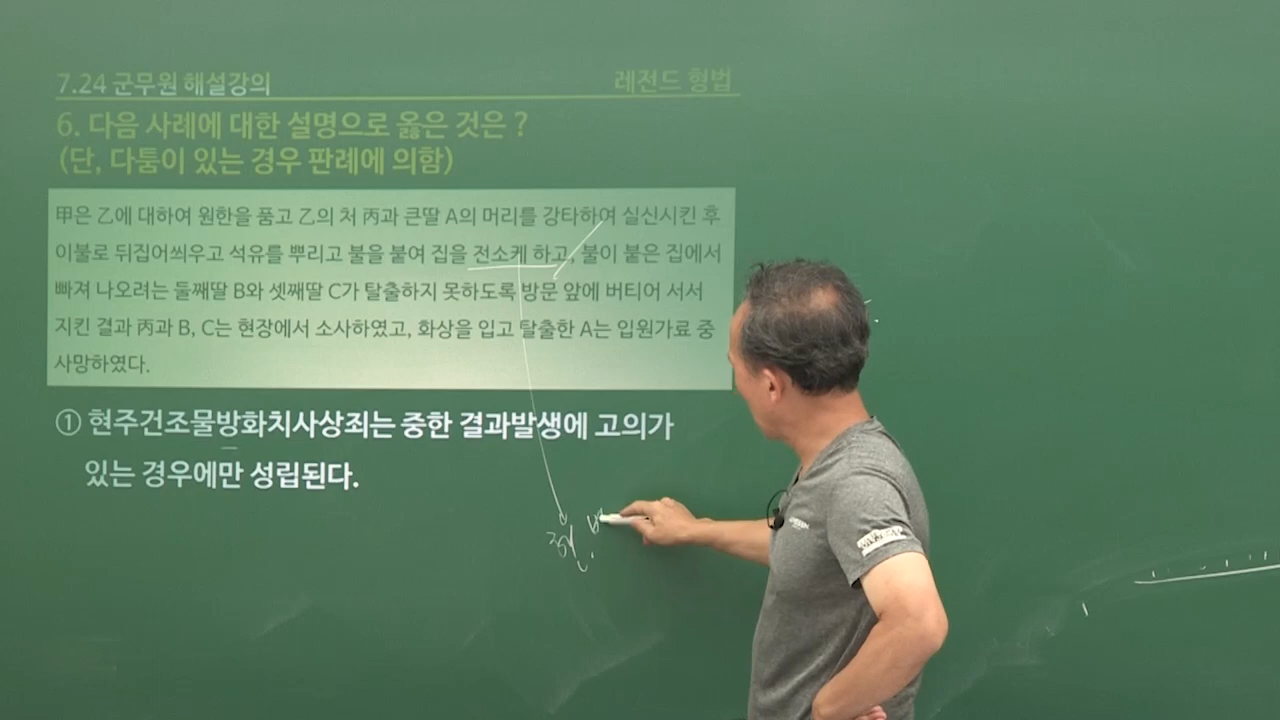 7.24 군무원 해설강의
레전드 형법
6. 다음 사례에 대한 설명으로 옳은 것은 ?
(단, 다툼이 있는 경우 판례에 의함)
甲은 乙에 대하여 원한을 품고 乙의 처 丙과 큰딸 A의 머리를 강타하여 실신시킨 후
이불로 뒤집어씌우고 석유를 뿌리고 불을 붙여 집을 전소케 하고, 불이 붙은 집에서
빠져 나오려는 둘째딸 B와 셋째딸 C가 탈출하지 못하도록 방문 앞에 버티어 서서
지킨 결과 丙과 B, C는 현장에서 소사하였고, 화상을 입고 탈출한 A는 입원가료 중
사망하였다.
① 현주건조물방화치사상죄는 중한 결과발생에 고의가
있는 경우에만 성립된다.